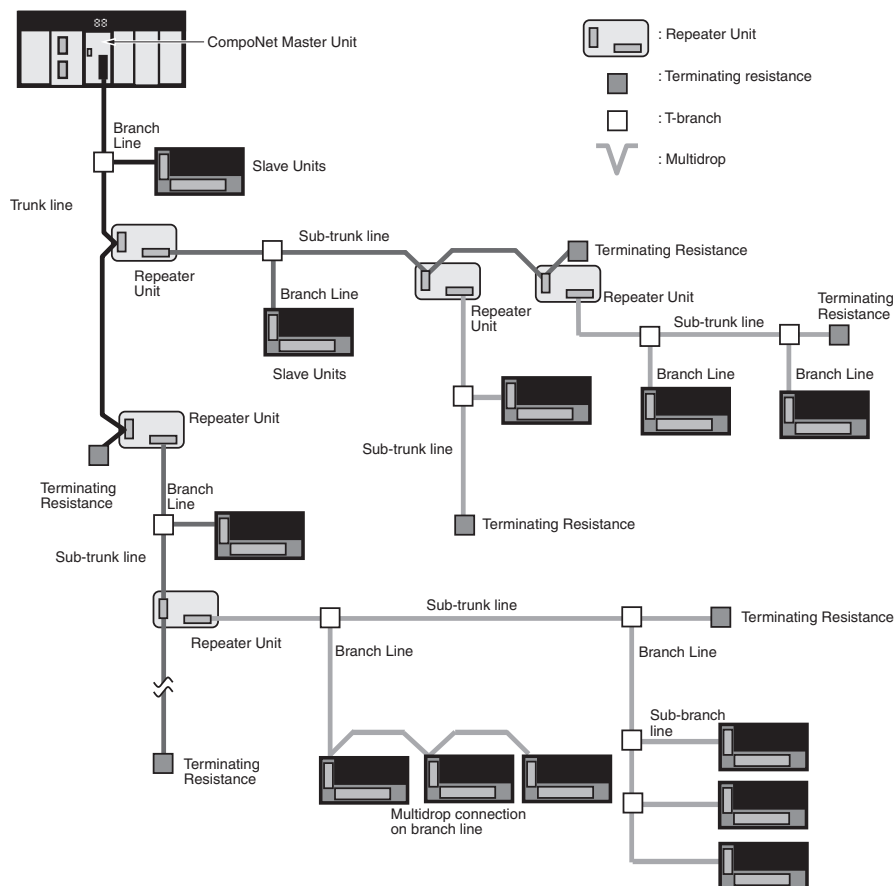 88
CompoNet Master Unit
: Repeater Unit
: Terminating resistance
: T-branch
: Multidrop
Branch
Line
Slave Units
Trunk line
Sub-trunk line
Terminating Resistance
Repeater
Unit
Branch Line
Slave Units
Repeater
Unit
Repeater Unit
Terminating
Resistance
Sub-trunk line
Branch Line
Branch Line
Repeater Unit
Sub-trunk line
Terminating
Resistance
Branch
Line
Terminating Resistance
Sub-trunk line
Sub-trunk line
Terminating Resistance
Repeater Unit
Branch Line
Branch Line
Sub-branch
line
Terminating
Resistance
Multidrop connection
on branch line